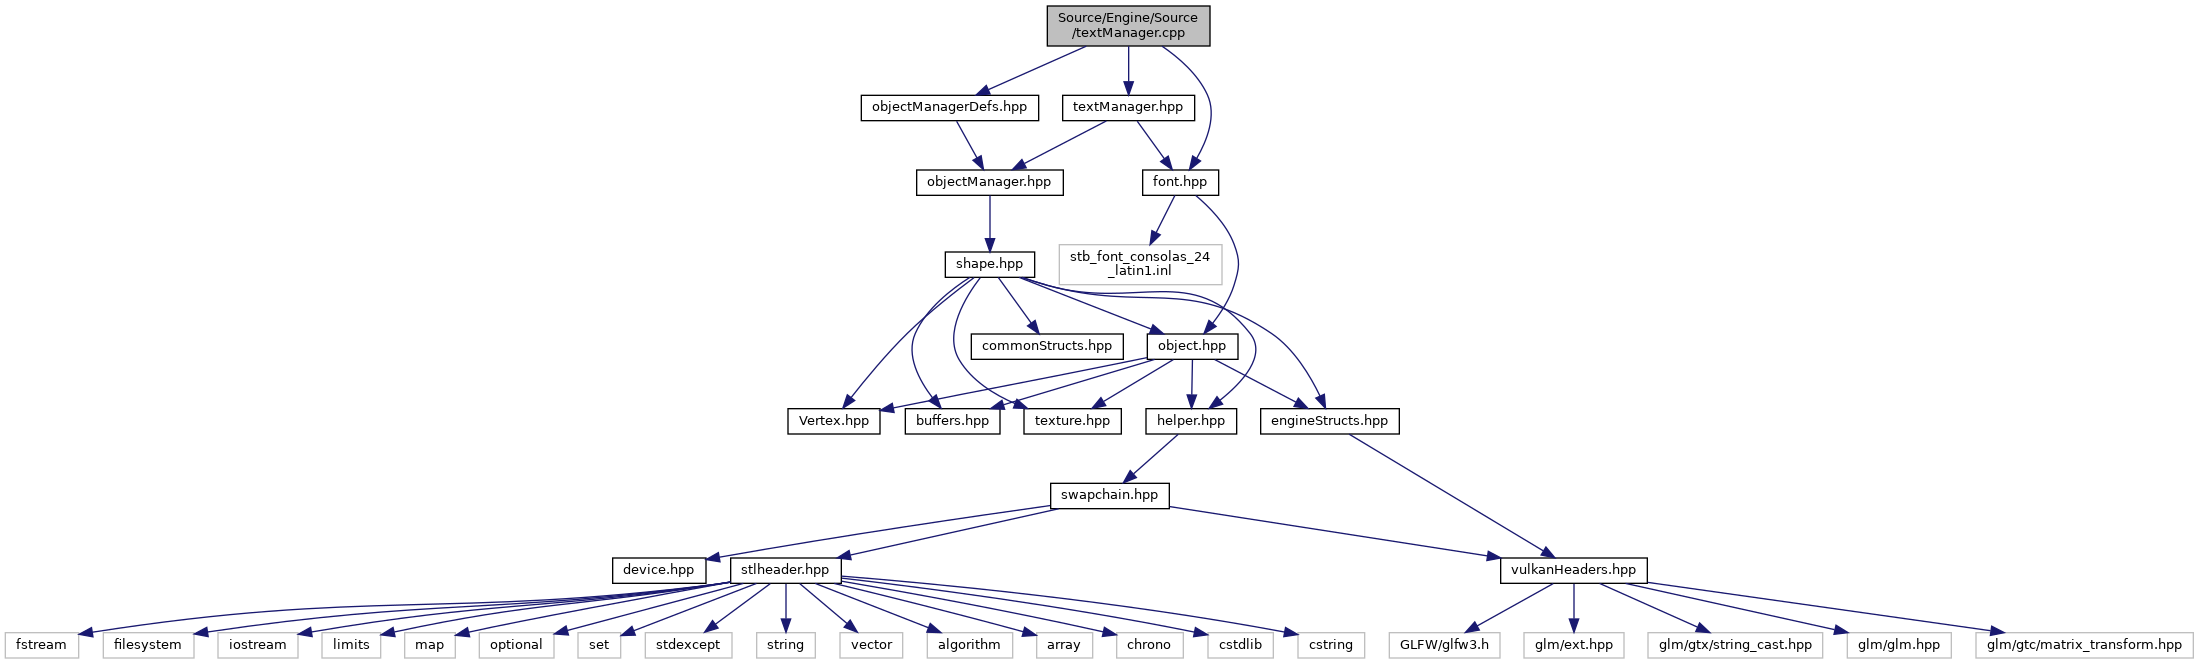 Source/Engine/Source
/textManager.cpp
objectManagerDefs.hpp
textManager.hpp
objectManager.hpp
font.hpp
shape.hpp
stb_font_consolas_24
_latin1.inl
commonStructs.hpp
object.hpp
Vertex.hpp
buffers.hpp
texture.hpp
helper.hpp
engineStructs.hpp
swapchain.hpp
device.hpp
stlheader.hpp
vulkanHeaders.hpp
fstream
filesystem
iostream
limits
map
optional
set
stdexcept
string
vector
algorithm
array
chrono
cstdlib
cstring
GLFW/glfw3.h
glm/ext.hpp
glm/gtx/string_cast.hpp
glm/glm.hpp
glm/gtc/matrix_transform.hpp